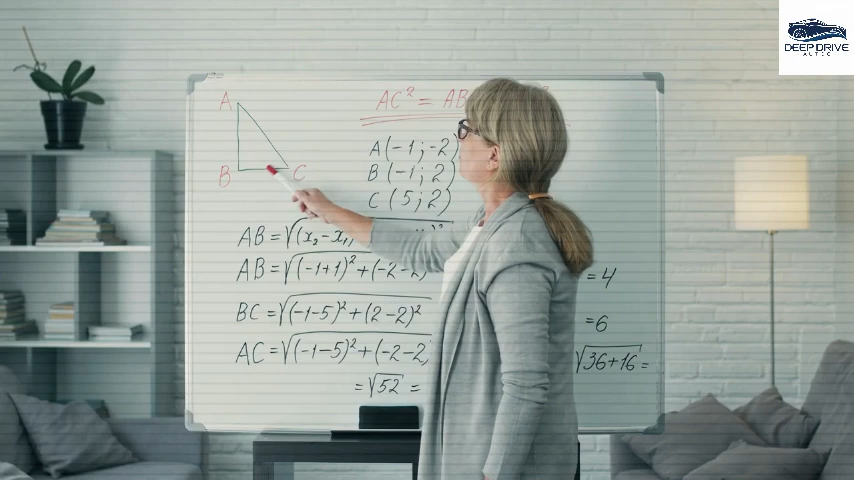 DEEP DRIVE
AUTOO
A
AC² = AB
A(-1; -2)
B(-1; 2)
B C
C (5; 2)
AB = √(x₂-x₁
AB = √(-1+1)² + (-2-2)
= 4
BC = √(-1-5)² + (2-2)²
= 6
AC = √(-1-5)² + (-2-2)
√36+16 =
= √52 =